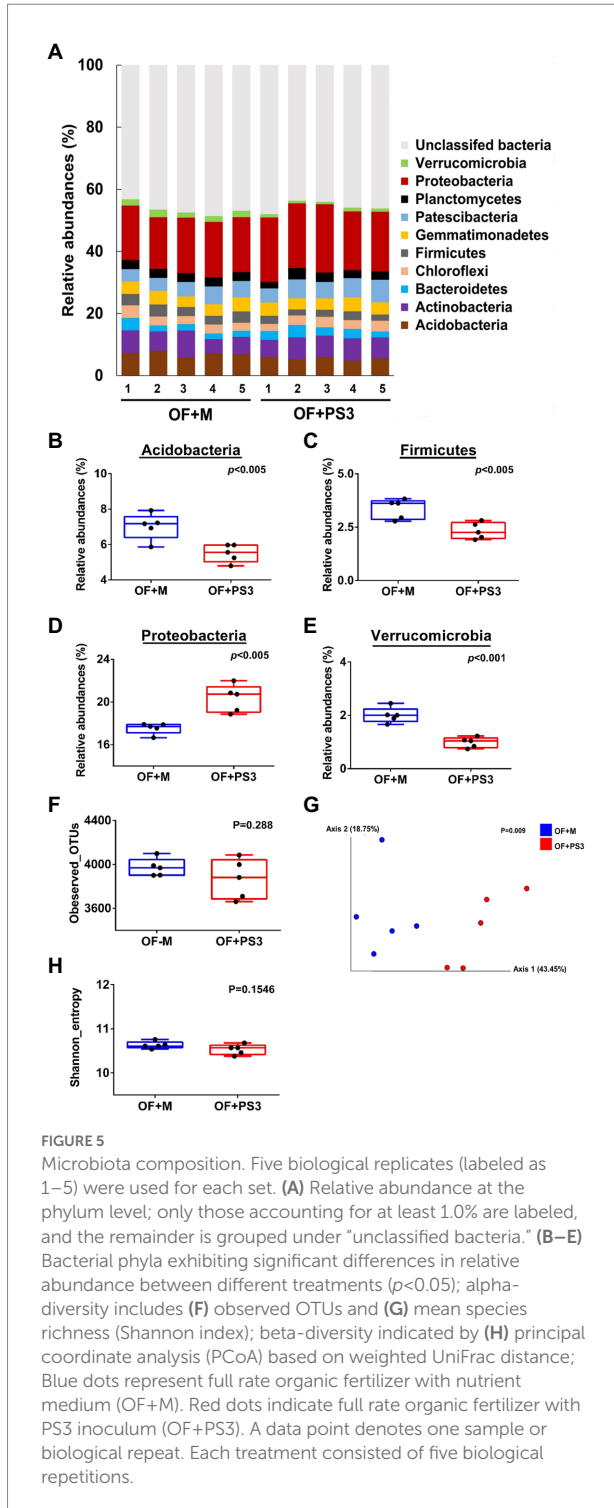 A
Relative abundances (%)
100
80
60
40
20
0
1 2 3 4 5 1 2 3 4 5
OF+M OF+PS3
Unclassifed bacteria
Verrucomicrobia
Proteobacteria
Planctomycetes
Patescibacteria
Gemmatimonadetes
Firmicutes
Chloroflexi
Bacteroidetes
Actinobacteria
Acidobacteria
B
Acidobacteria
p<0.005
Relative abundances (%)
10
8
6
4
OF+M OF+PS3
C
Firmicutes
p<0.005
Relative abundances (%)
5.0
2.5
0.0
OF+M OF+PS3
D
Proteobacteria
p<0.005
Relative abundances (%)
24
20
16
OF+M OF+PS3
E
Verrucomicrobia
p<0.001
Relative abundances (%)
4
2
0
OF+M OF+PS3
F
P=0.288
Obeserved_OTUs
4400
4000
3600
OF-M OF+PS3
G
Axis 2 (18.75%)
P=0.009
OF+M
OF+PS3
Axis 1 (43.45%)
H
P=0.1546
Shannon_entropy
12
11
10
OF+M OF+PS3
FIGURE 5
Microbiota composition. Five biological replicates (labeled as
1–5) were used for each set. (A) Relative abundance at the
phylum level; only those accounting for at least 1.0% are labeled,
and the remainder is grouped under “unclassified bacteria.” (B–E)
Bacterial phyla exhibiting significant differences in relative
abundance between different treatments (p<0.05); alpha-
diversity includes (F) observed OTUs and (G) mean species
richness (Shannon index); beta-diversity indicated by (H) principal
coordinate analysis (PCoA) based on weighted UniFrac distance;
Blue dots represent full rate organic fertilizer with nutrient
medium (OF+M). Red dots indicate full rate organic fertilizer with
PS3 inoculum (OF+PS3). A data point denotes one sample or
biological repeat. Each treatment consisted of five biological
repetitions.